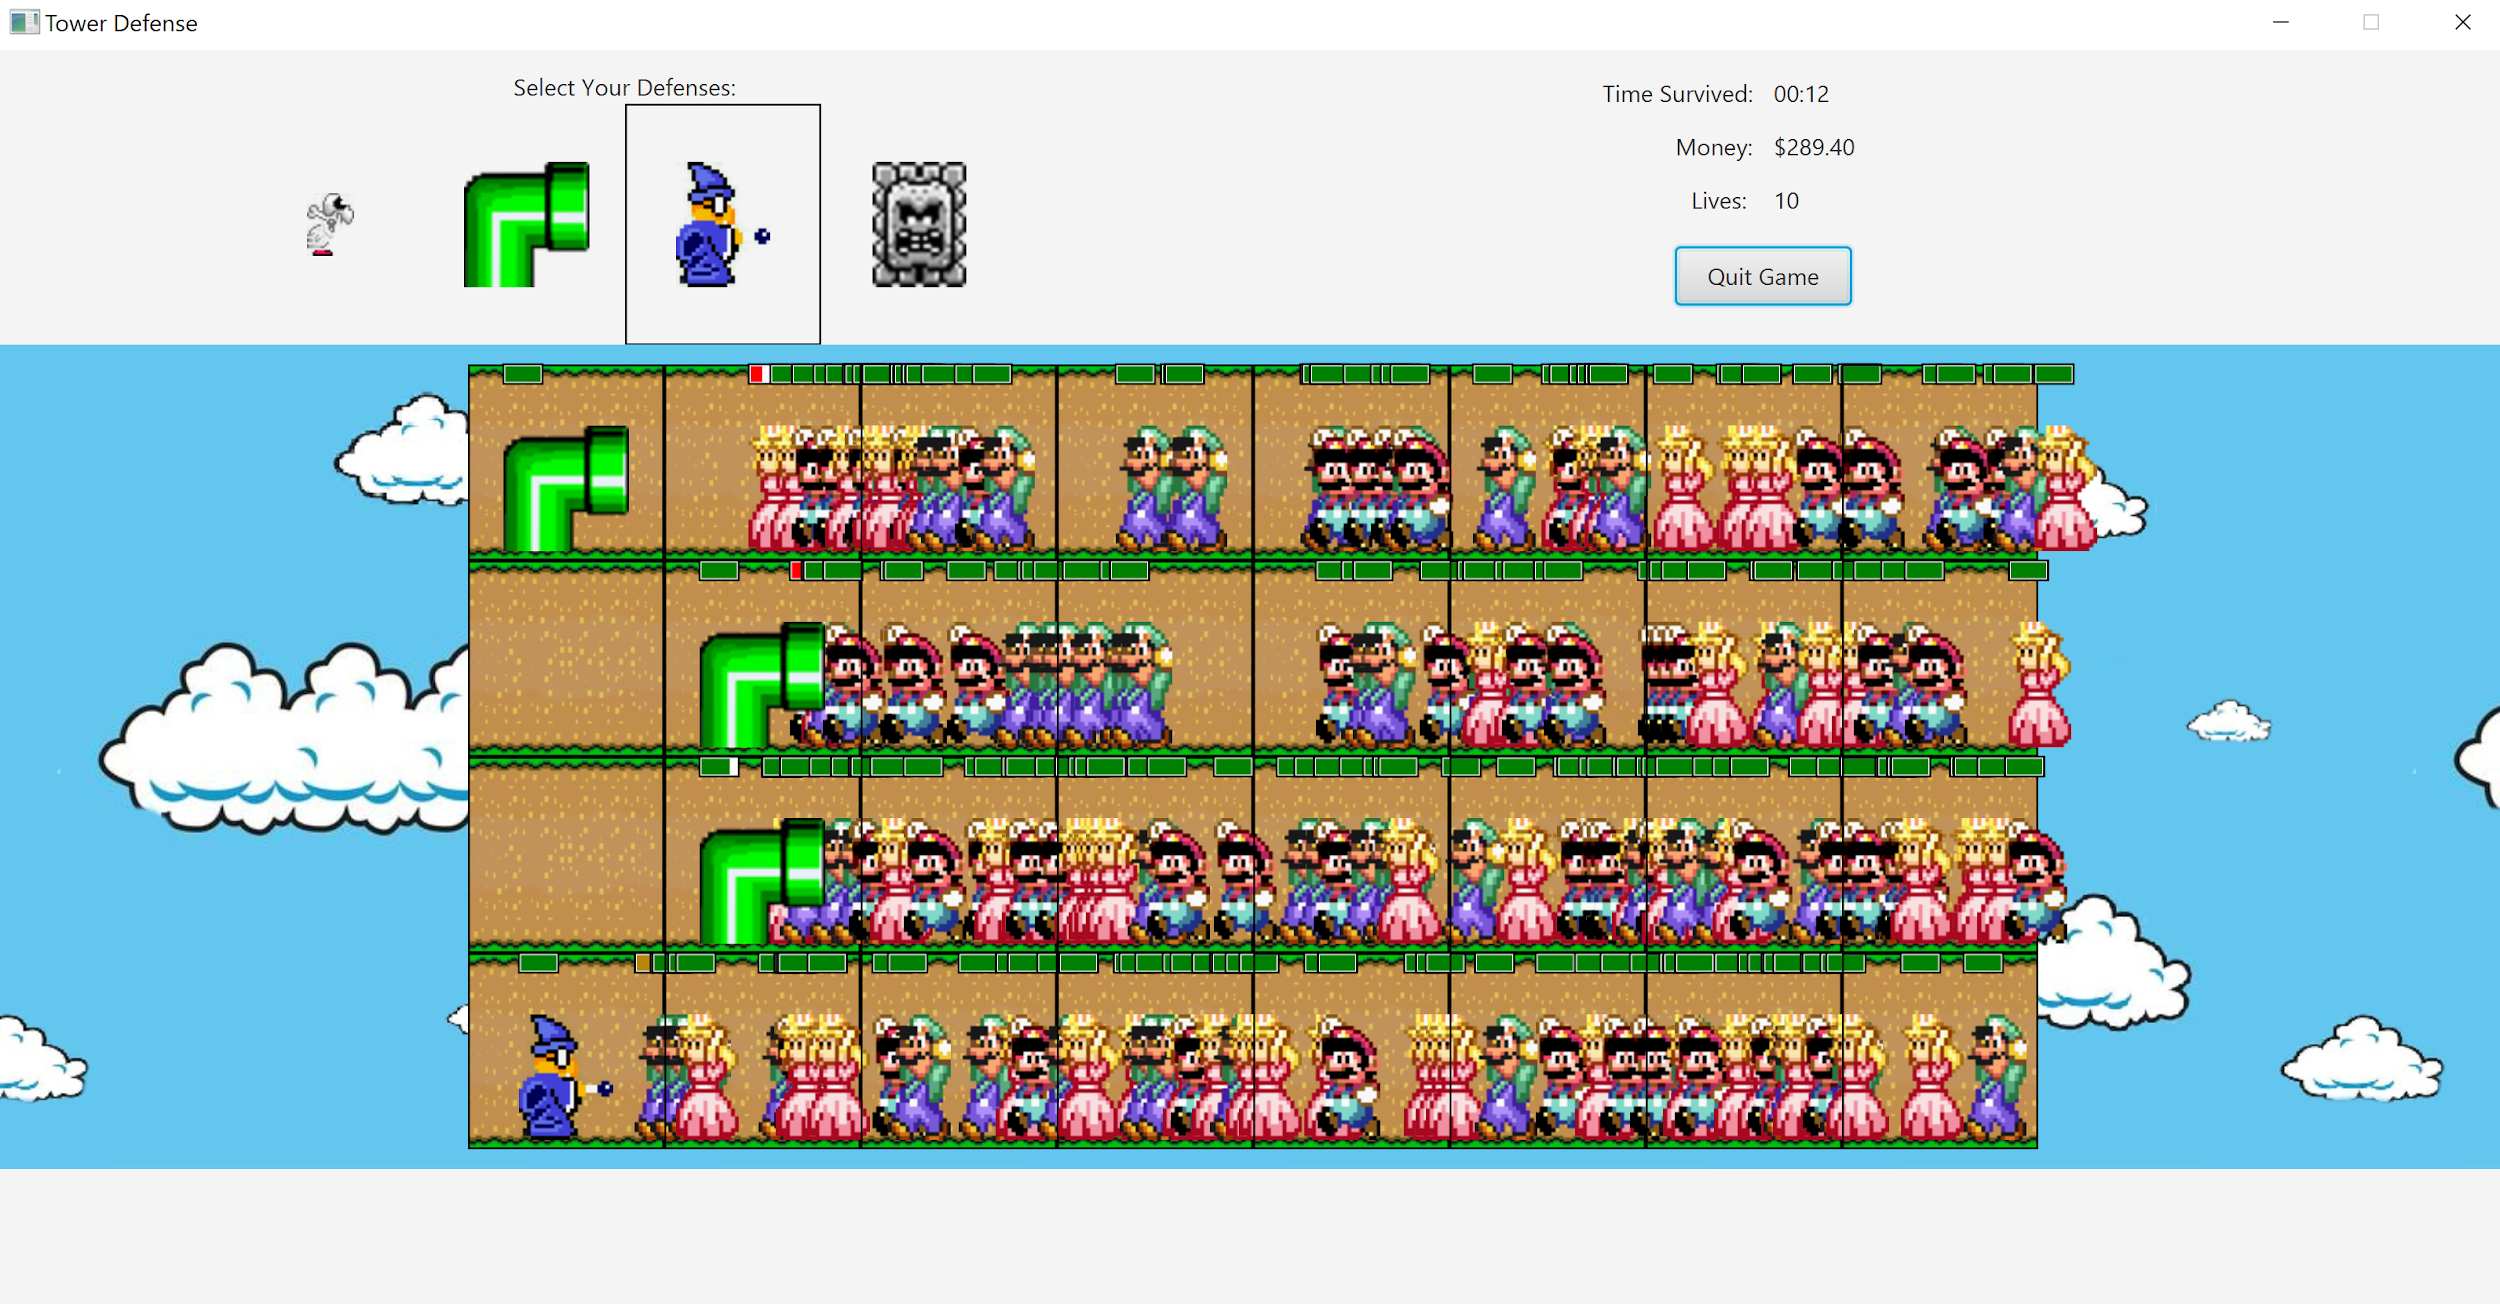 Tower Defense
Select Your Defenses:
Time Survived: 00:12
Money: $289.40
Lives: 10
Quit Game